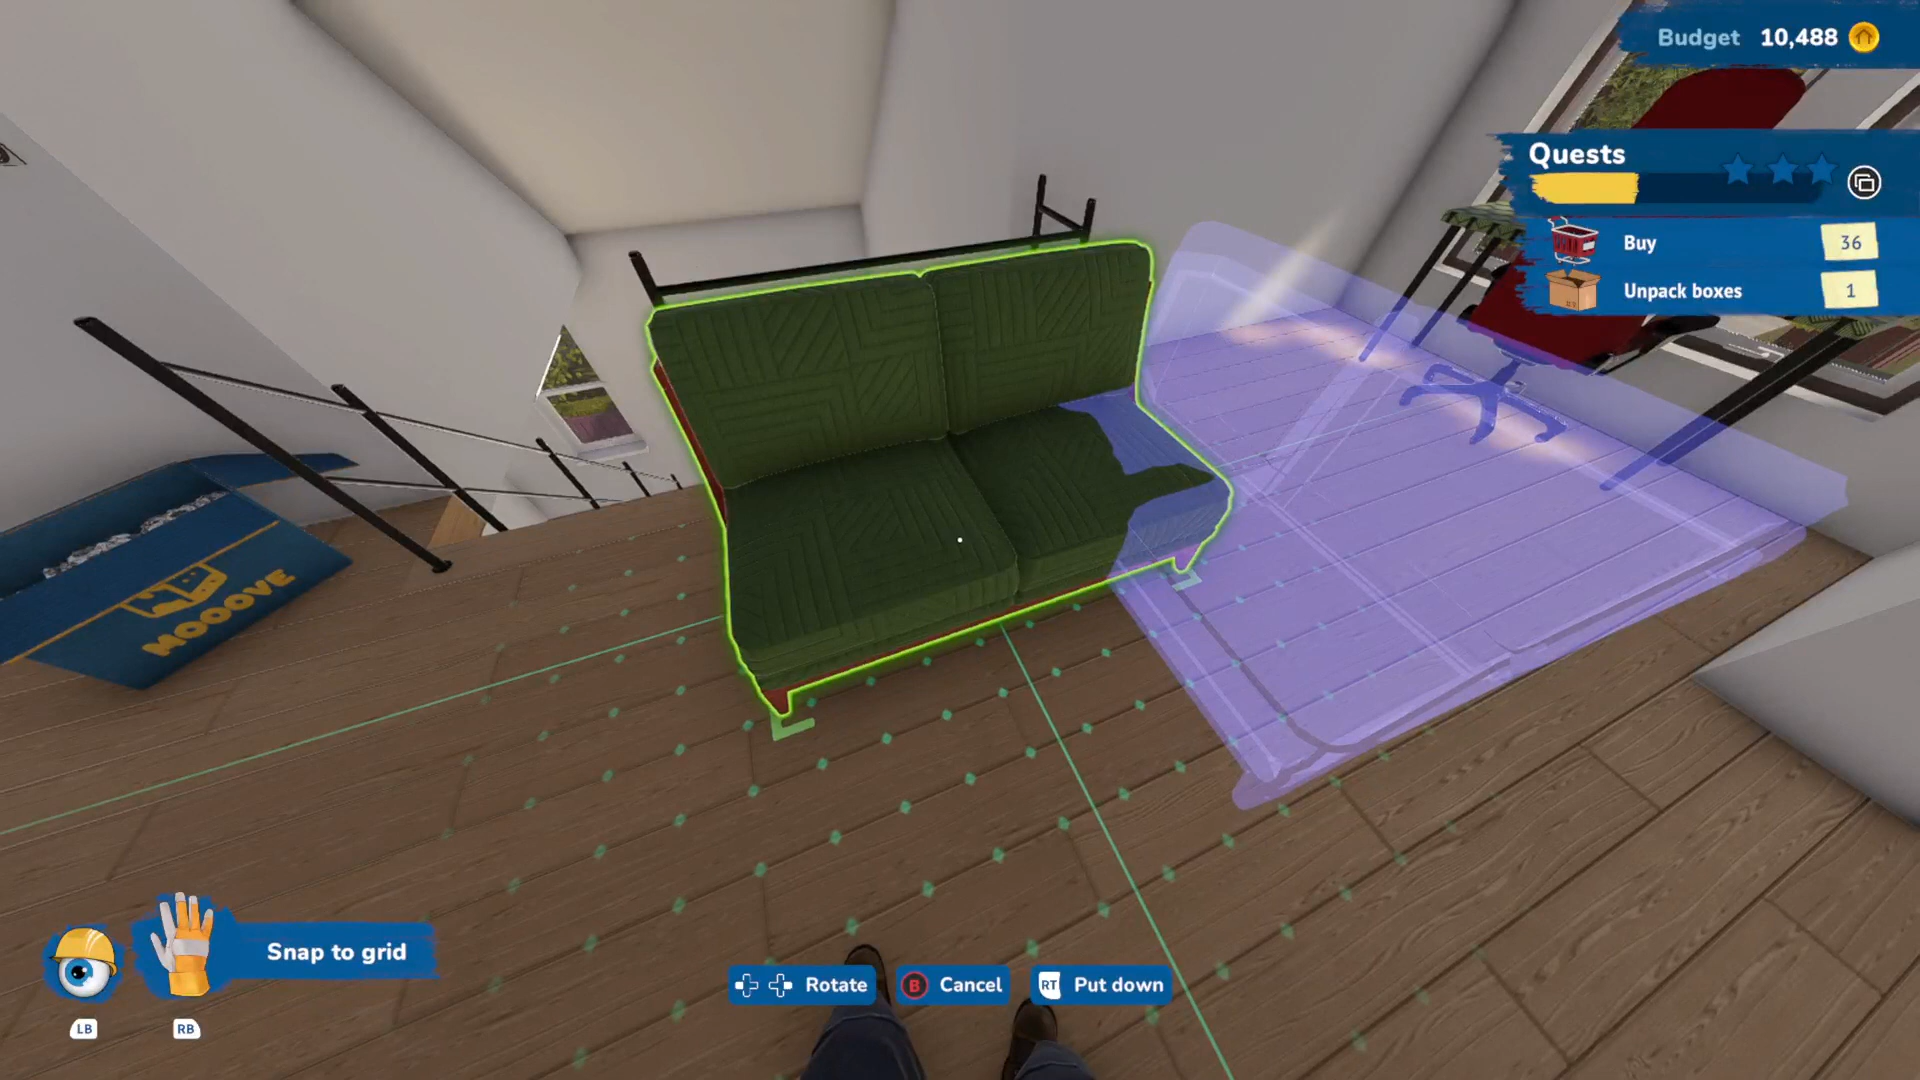 Budget 10,488
Quests
Buy 36
Unpack boxes 1
MOOOVE
Snap to grid
LB RB
Rotate B Cancel RT Put down